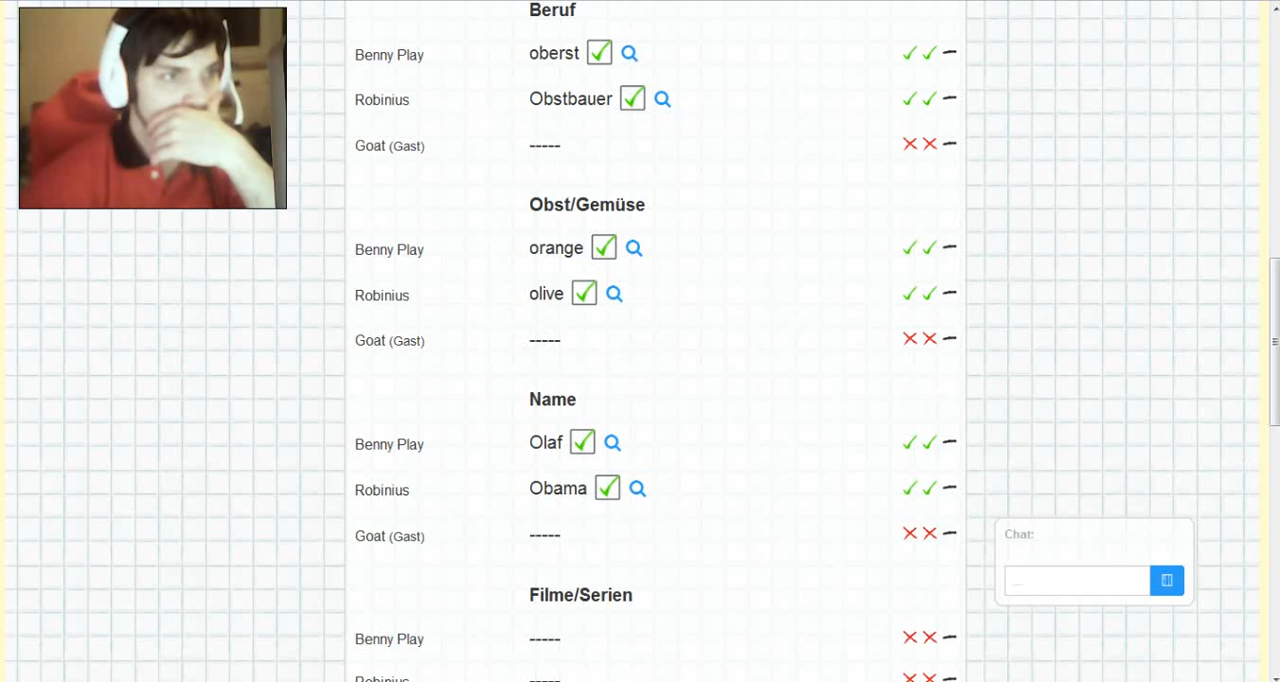 Beruf
Benny Play oberst
Robinius Obstbauer
Goat (Gast) -----
Obst/Gemüse
Benny Play orange
Robinius olive
Goat (Gast) -----
Name
Benny Play Olaf
Robinius Obama
Goat (Gast) -----
Filme/Serien
Benny Play -----
Robinius -----
Chat:
...